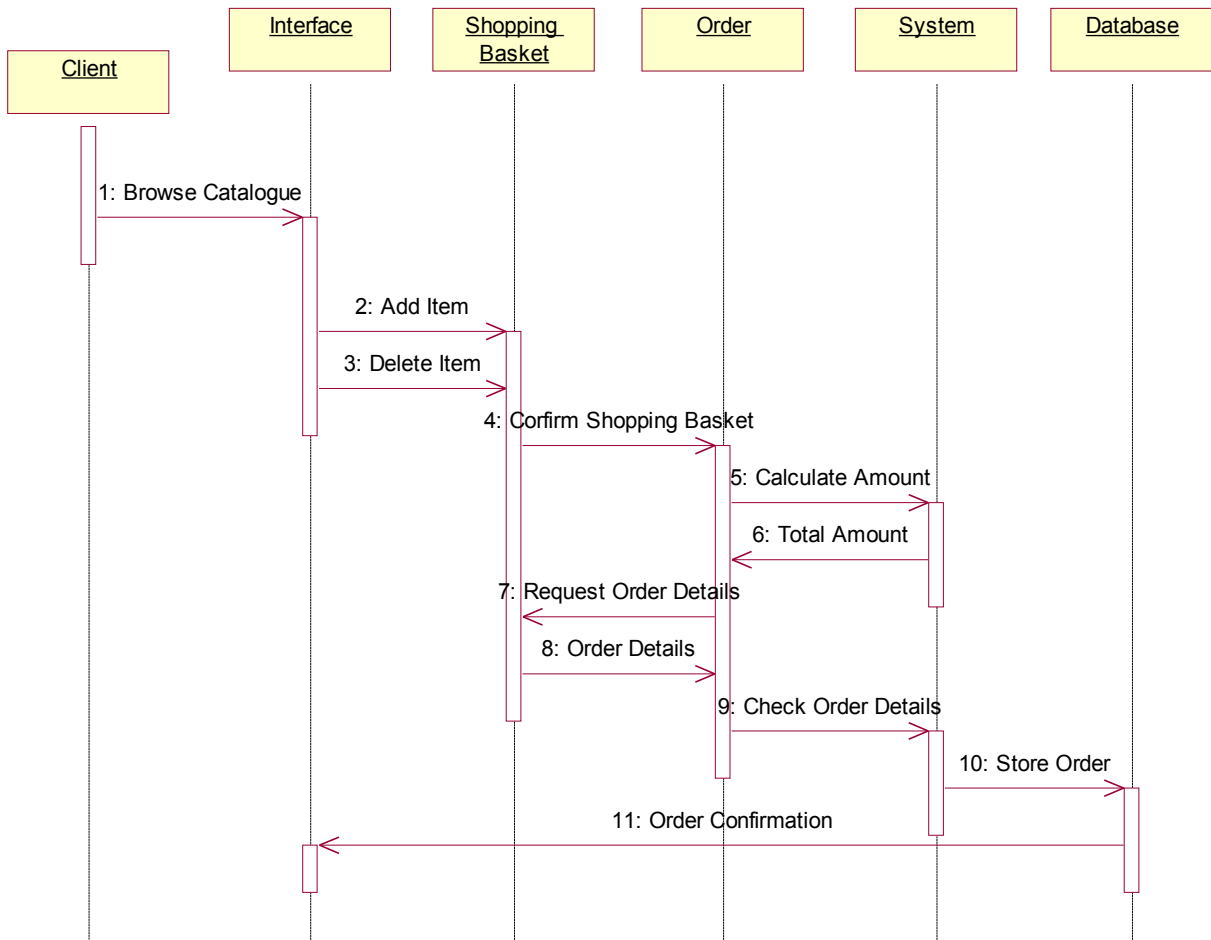 Interface
Shopping
Basket
Order
System
Database
Client
1: Browse Catalogue
2: Add Item
3: Delete Item
4: Corfirm Shopping Basket
5: Calculate Amount
6: Total Amount
7: Request Order Details
8: Order Details
9: Check Order Details
10: Store Order
11: Order Confirmation